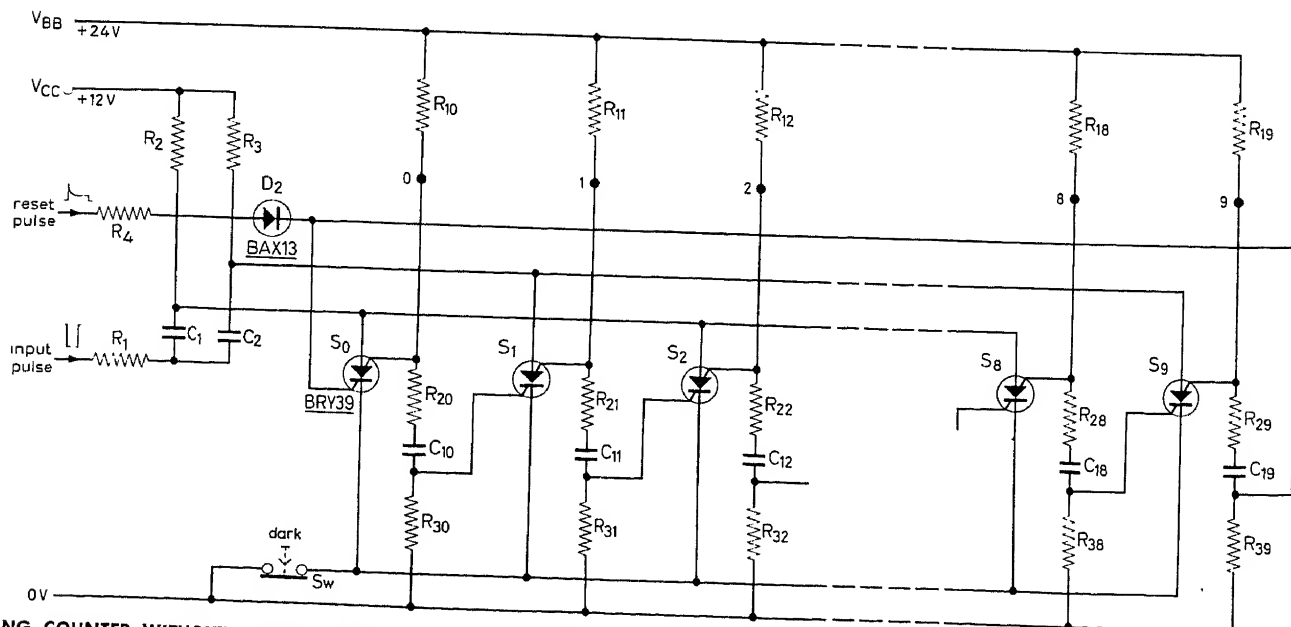 VBB +24V
VCC +12V
R10
R11
R12
R18
R19
R2
R3
0
1
2
8
9
D2
reset pulse
R4
BAX13
input pulse
R1
C1
C2
S0
S1
S2
S8
S9
BRY39
R20
R21
R22
R28
R29
C10
C11
C12
C18
C19
R30
R31
R32
R38
R39
dark
Sw
0V
NG COUNTER